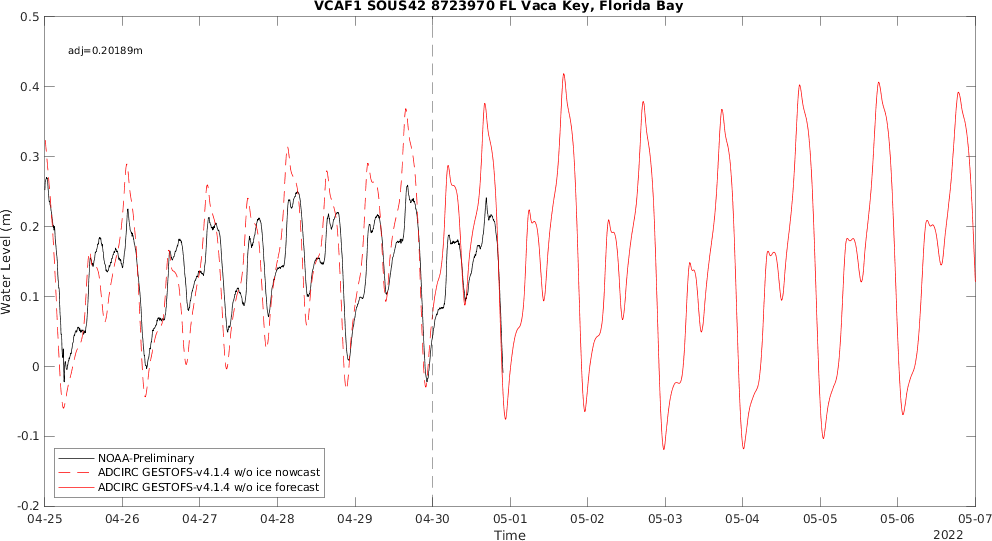 VCAF1 SOUS42 8723970 FL Vaca Key, Florida Bay
adj=0.20189m
Water Level (m)
0.5
0.4
0.3
0.2
0.1
0
-0.1
-0.2
NOAA-Preliminary
ADCIRC GESTOFS-v4.1.4 w/o ice nowcast
ADCIRC GESTOFS-v4.1.4 w/o ice forecast
04-25 04-26 04-27 04-28 04-29 04-30 05-01 05-02 05-03 05-04 05-05 05-06 05-07
Time
2022